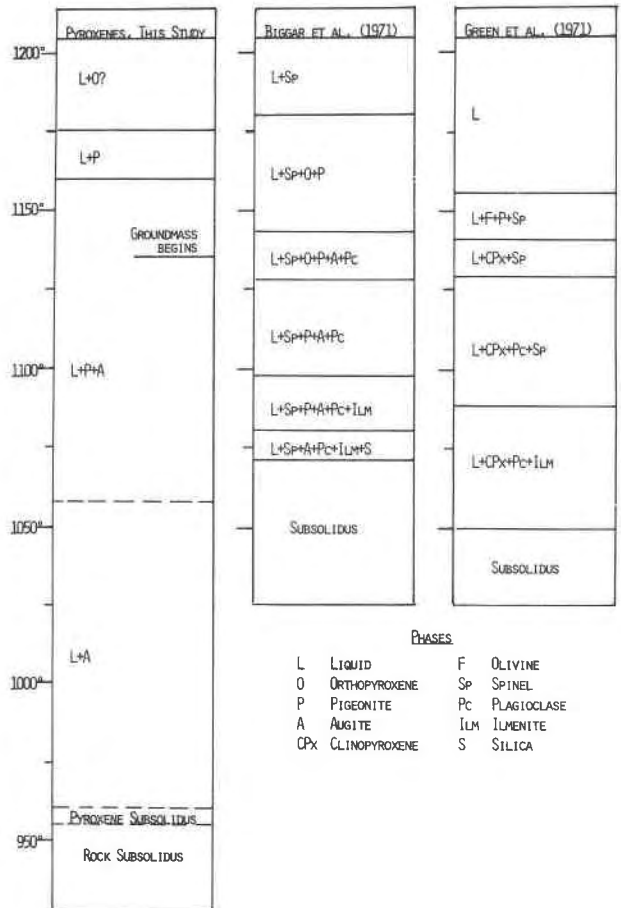 PYROXENES, THIS STUDY
1200°
L+O?
L+P
1150°
GROUNDMASS
BEGINS
1100°
L+P+A
1050°
L+A
1000°
PYROXENE SUBSOLIDUS
950°
ROCK SUBSOLIDUS
BIGGAR ET AL. (1971)
L+SP
L+SP+O+P
L+SP+O+P+A+PC
L+SP+P+A+PC
L+SP+P+A+PC+ILM
L+SP+A+PC+ILM+S
SUBSOLIDUS
GREEN ET AL. (1971)
L
L+F+P+SP
L+CPX+SP
L+CPX+PC+SP
L+CPX+PC+ILM
SUBSOLIDUS
PHASES
L LIQUID F OLIVINE
O ORTHOPYROXENE SP SPINEL
P PIGEONITE PC PLAGIOCLASE
A AUGITE ILM ILMENITE
CPX CLINOPYROXENE S SILICA